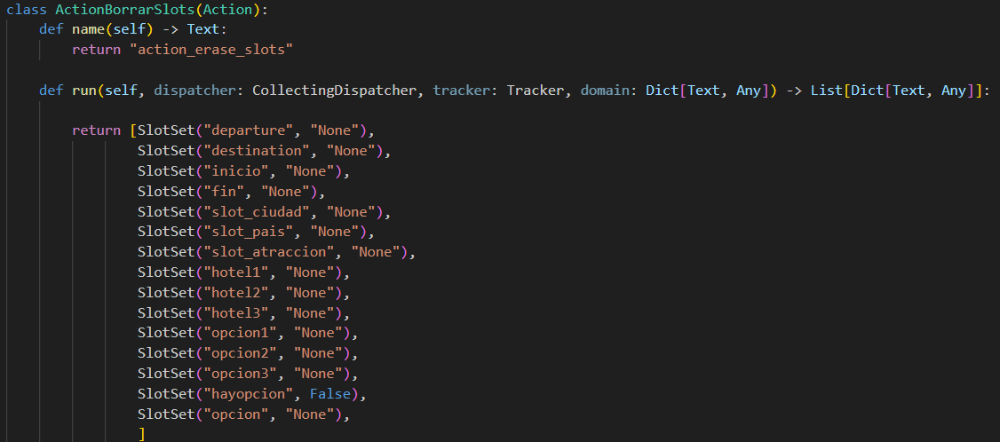 class ActionBorrarSlots(Action):
    def name(self) -> Text:
        return "action_erase_slots"

    def run(self, dispatcher: CollectingDispatcher, tracker: Tracker, domain: Dict[Text, Any]) -> List[Dict[Text, Any]]:

        return [SlotSet("departure", "None"),
                SlotSet("destination", "None"),
                SlotSet("inicio", "None"),
                SlotSet("fin", "None"),
                SlotSet("slot_ciudad", "None"),
                SlotSet("slot_pais", "None"),
                SlotSet("slot_atraccion", "None"),
                SlotSet("hotel1", "None"),
                SlotSet("hotel2", "None"),
                SlotSet("hotel3", "None"),
                SlotSet("opcion1", "None"),
                SlotSet("opcion2", "None"),
                SlotSet("opcion3", "None"),
                SlotSet("hayopcion", False),
                SlotSet("opcion", "None"),
                ]